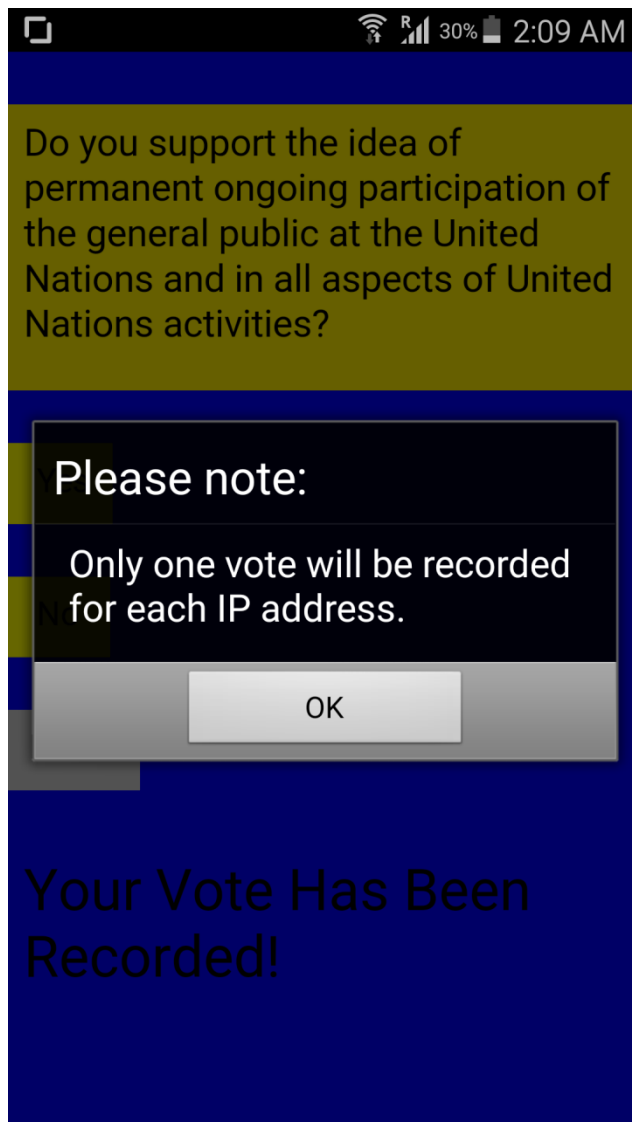 R 30% 2:09 AM
Do you support the idea of
permanent ongoing participation of
the general public at the United
Nations and in all aspects of United
Nations activities?
Please note:
Only one vote will be recorded
for each IP address.
No
OK
Your Vote Has Been
Recorded!